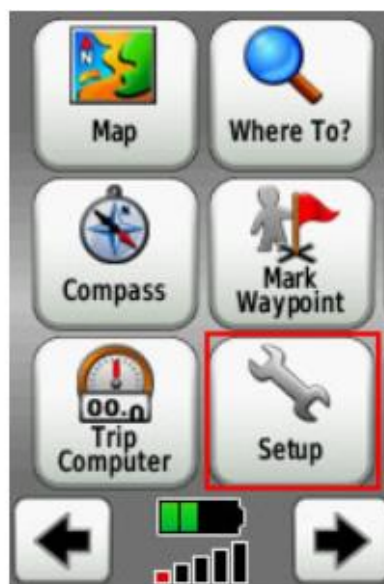 N
Map
Where To?
Compass
Mark
Waypoint
00.0
Trip
Computer
Setup